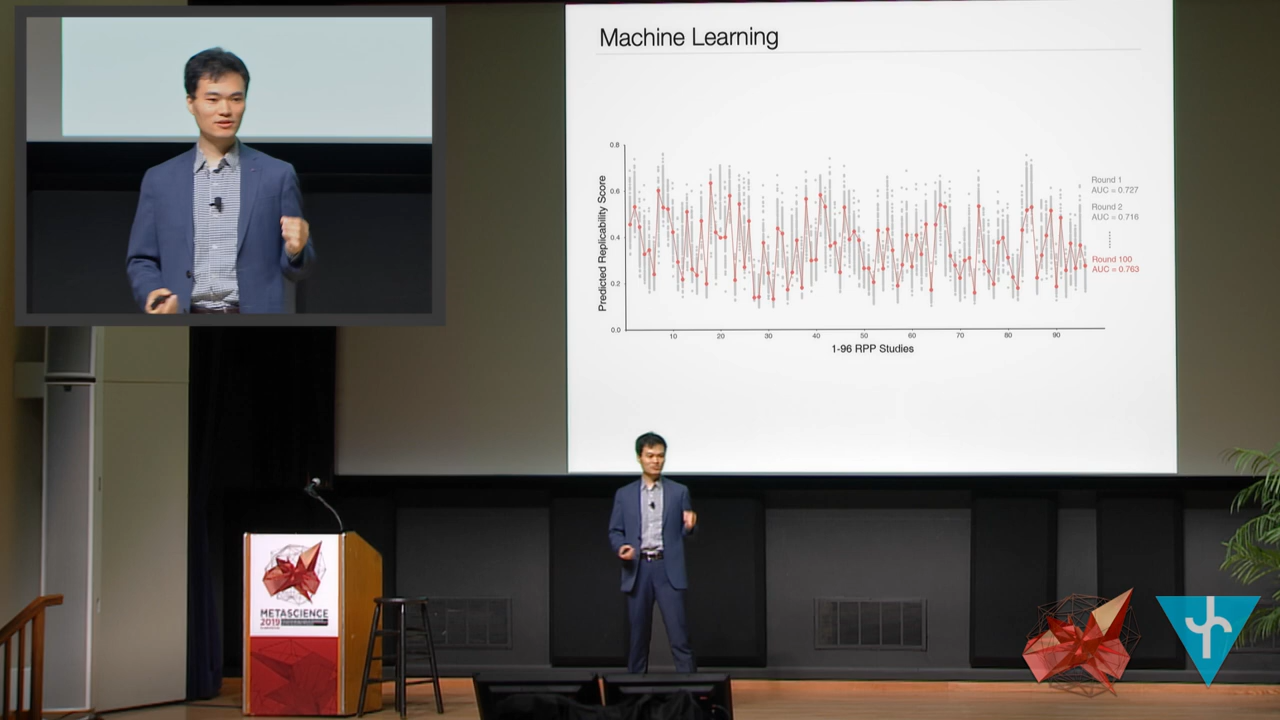 Machine Learning
0.8
0.6
0.4
0.2
0.0
Predicted Replicability Score
10
20
30
40
50
60
70
80
90
1-96 RPP Studies
Round 1
AUC = 0.727
Round 2
AUC = 0.716
Round 100
AUC = 0.763
METASCIENCE
2019